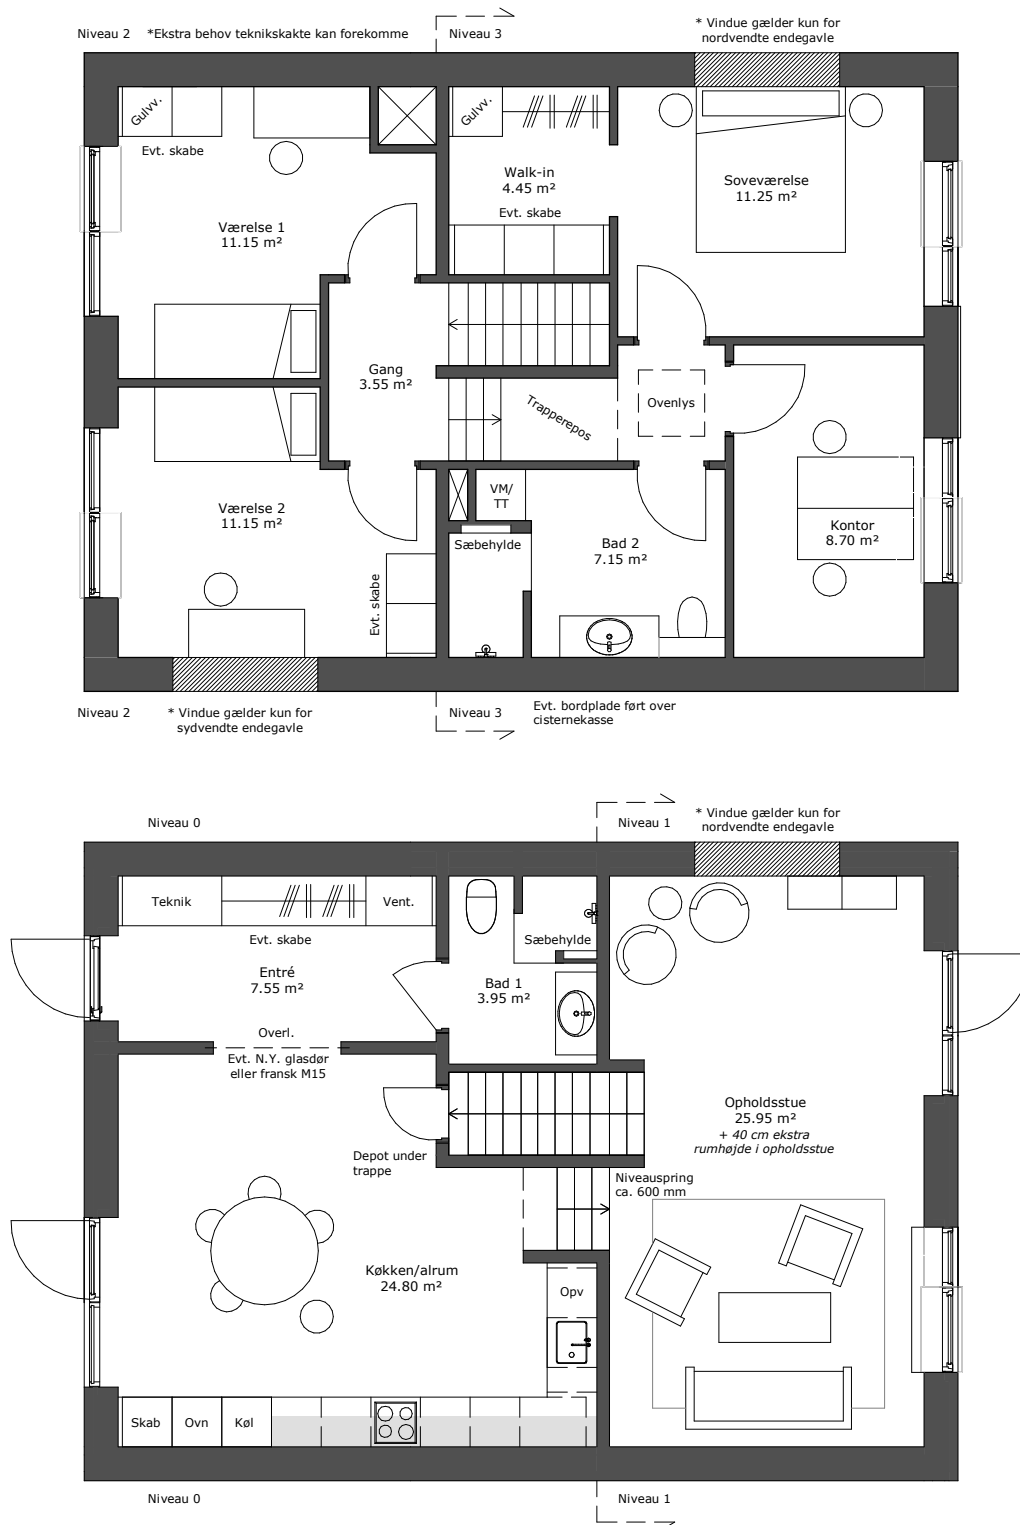 Niveau 2
*Ekstra behov teknikskakte kan forekomme
Niveau 3
* Vindue gælder kun for
nordvendte endegavle
Gulvv.
Evt. skabe
Gulvv.
Walk-in
4.45 m²
Evt. skabe
Soveværelse
11.25 m²
Værelse 1
11.15 m²
Gang
3.55 m²
Trapperepos
Ovenlys
Værelse 2
11.15 m²
Evt. skabe
VM/
TT
Sæbehylde
Bad 2
7.15 m²
Kontor
8.70 m²
Niveau 2
* Vindue gælder kun for
sydvendte endegavle
Niveau 3
Evt. bordplade ført over
cisternekasse
Niveau 0
Niveau 1
* Vindue gælder kun for
nordvendte endegavle
Teknik
Vent.
Evt. skabe
Entré
7.55 m²
Overl.
Evt. N.Y. glasdør
eller fransk M15
Sæbehylde
Bad 1
3.95 m²
Depot under
trappe
Opholdsstue
25.95 m²
+ 40 cm ekstra
rumhøjde i opholdsstue
Niveauspring
ca. 600 mm
Køkken/alrum
24.80 m²
Opv
Skab
Ovn
Køl
Niveau 0
Niveau 1